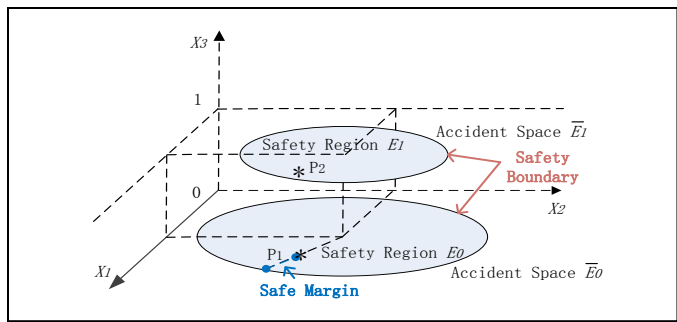 X3
1
Safety Region E1
Accident Space E̅1
P2
Safety
Boundary
0
X2
P1
Safety Region E0
X1
Accident Space E̅0
Safe Margin